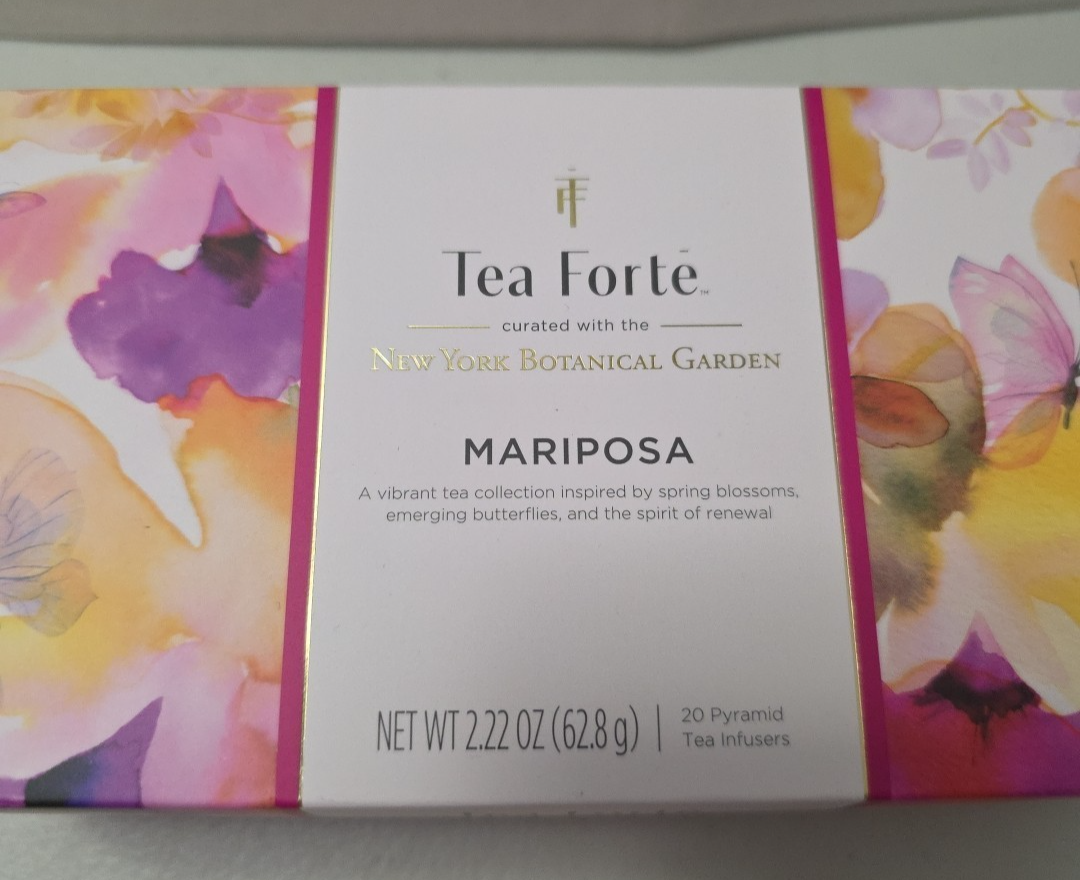 Tea Forté™
curated with the
NEW YORK BOTANICAL GARDEN
MARIPOSA
A vibrant tea collection inspired by spring blossoms,
emerging butterflies, and the spirit of renewal
NET WT 2.22 OZ (62.8 g) | 20 Pyramid
Tea Infusers